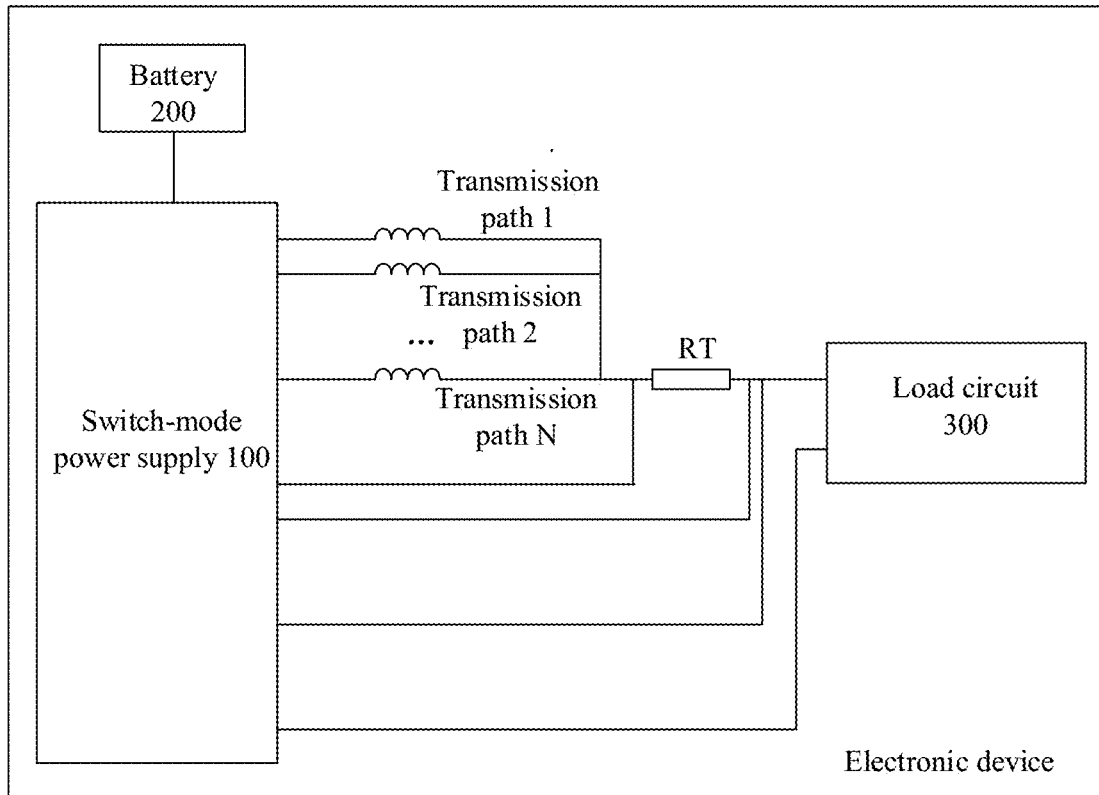 Battery
200
Transmission
path 1
Transmission
path 2
...
RT
Transmission
path N
Load circuit
300
Switch-mode
power supply 100
Electronic device